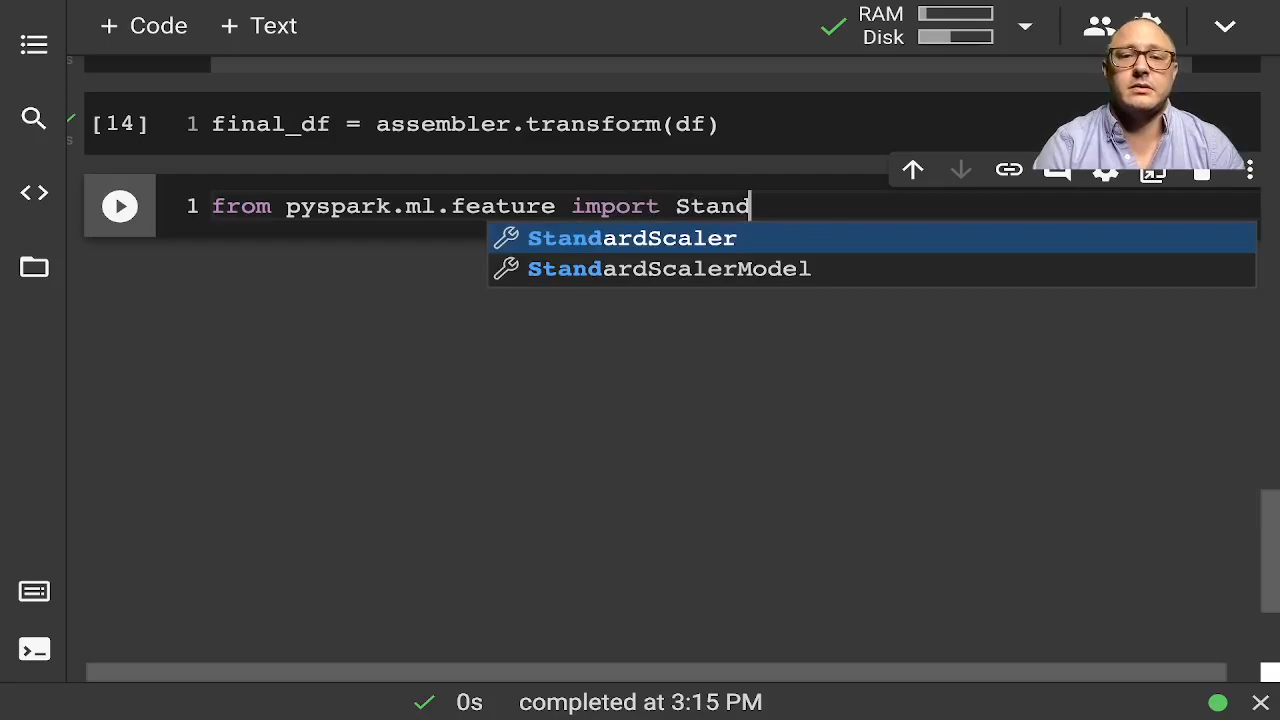 + Code + Text
RAM
Disk
s
[14] 1 final_df = assembler.transform(df)
s
1 from pyspark.ml.feature import Stand
StandardScaler
StandardScalerModel
0s completed at 3:15 PM